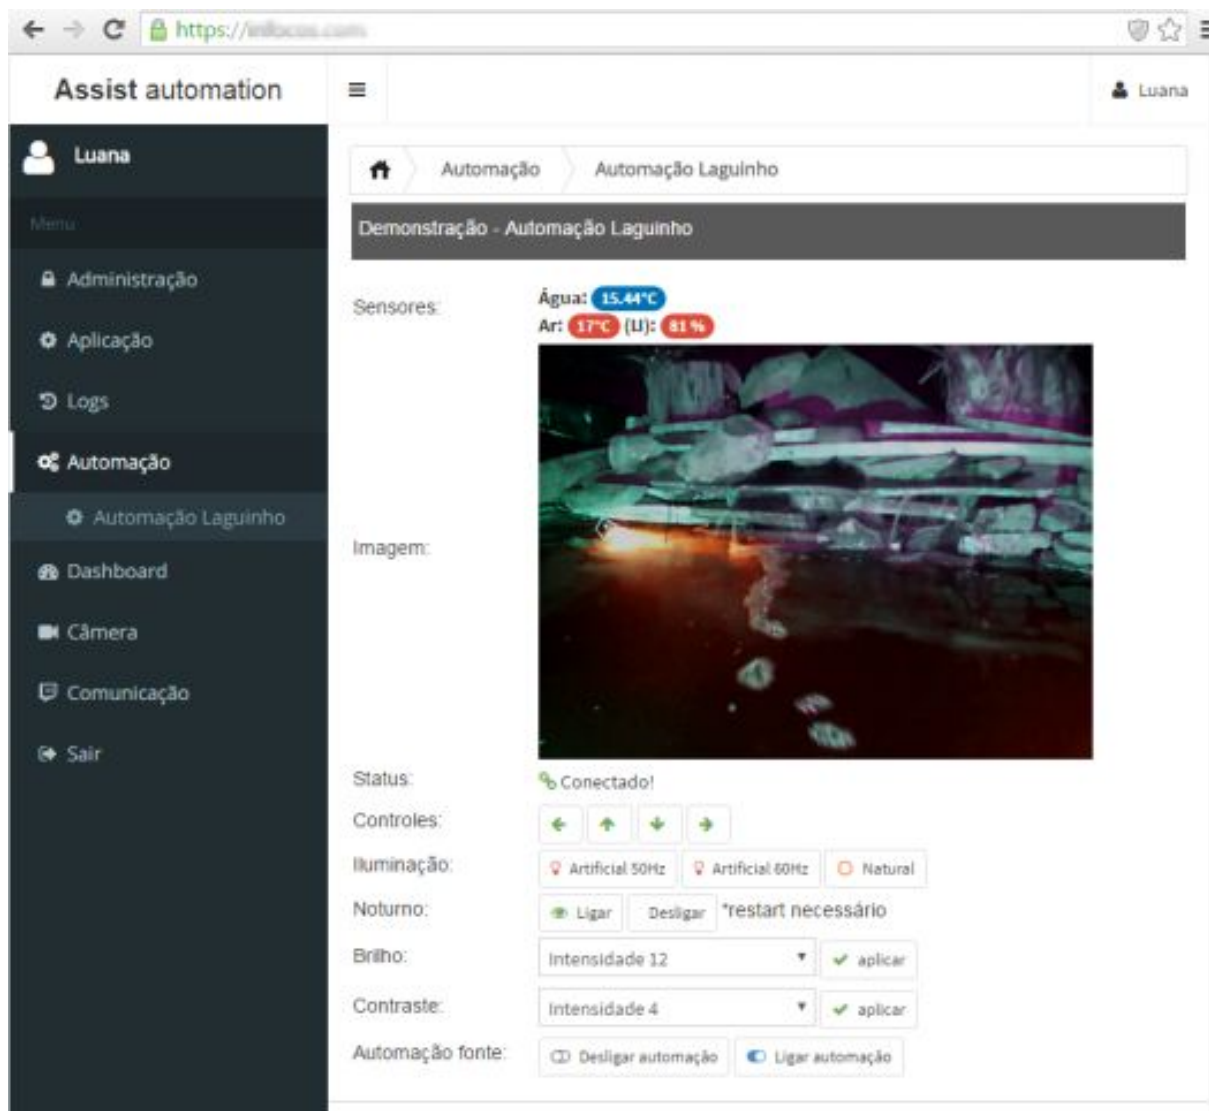 https://
Assist automation
Luana
Luana
Menu
Administração
Aplicação
Logs
Automação
Automação Laguinho
Dashboard
Câmera
Comunicação
Sair
Automação Automação Laguinho
Demonstração - Automação Laguinho
Sensores: Água: 15.44°C
Ar: 17°C (U): 81 %
Imagem:
Status: Conectado!
Controles:
Iluminação: Artificial 50Hz Artificial 60Hz Natural
Noturno: Ligar Desligar *restart necessário
Brilho: Intensidade 12 aplicar
Contraste: Intensidade 4 aplicar
Automação fonte: Desligar automação Ligar automação